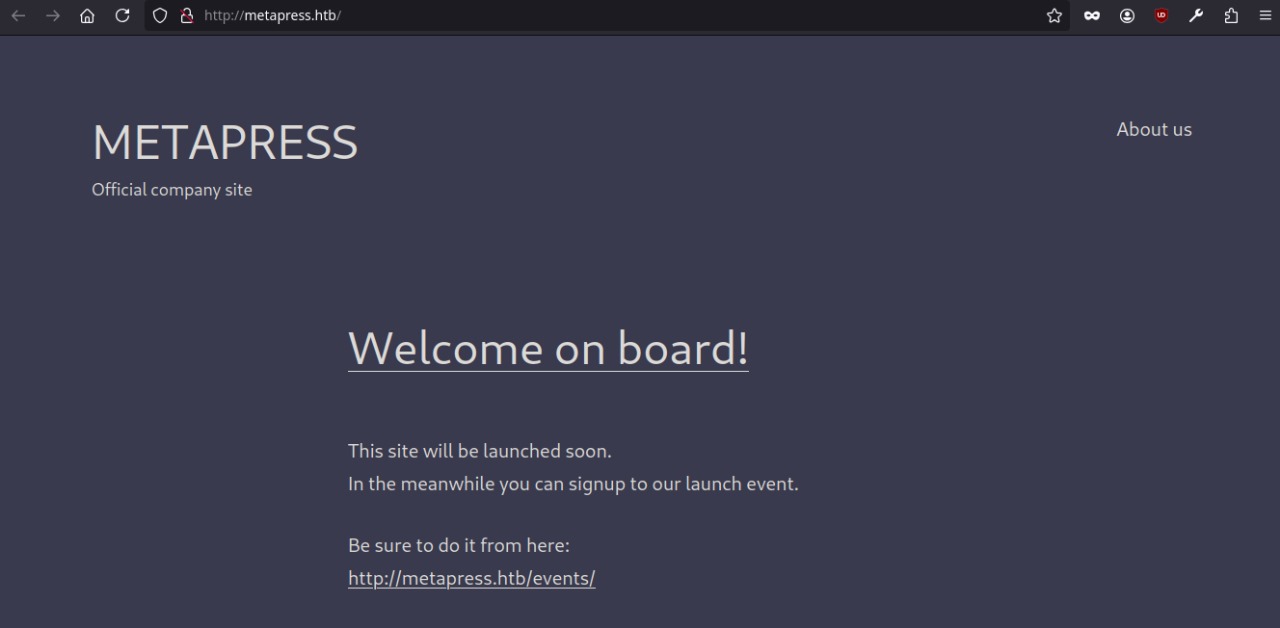 http://metapress.htb/
METAPRESS
About us
Official company site
Welcome on board!
This site will be launched soon.
In the meanwhile you can signup to our launch event.
Be sure to do it from here:
http://metapress.htb/events/